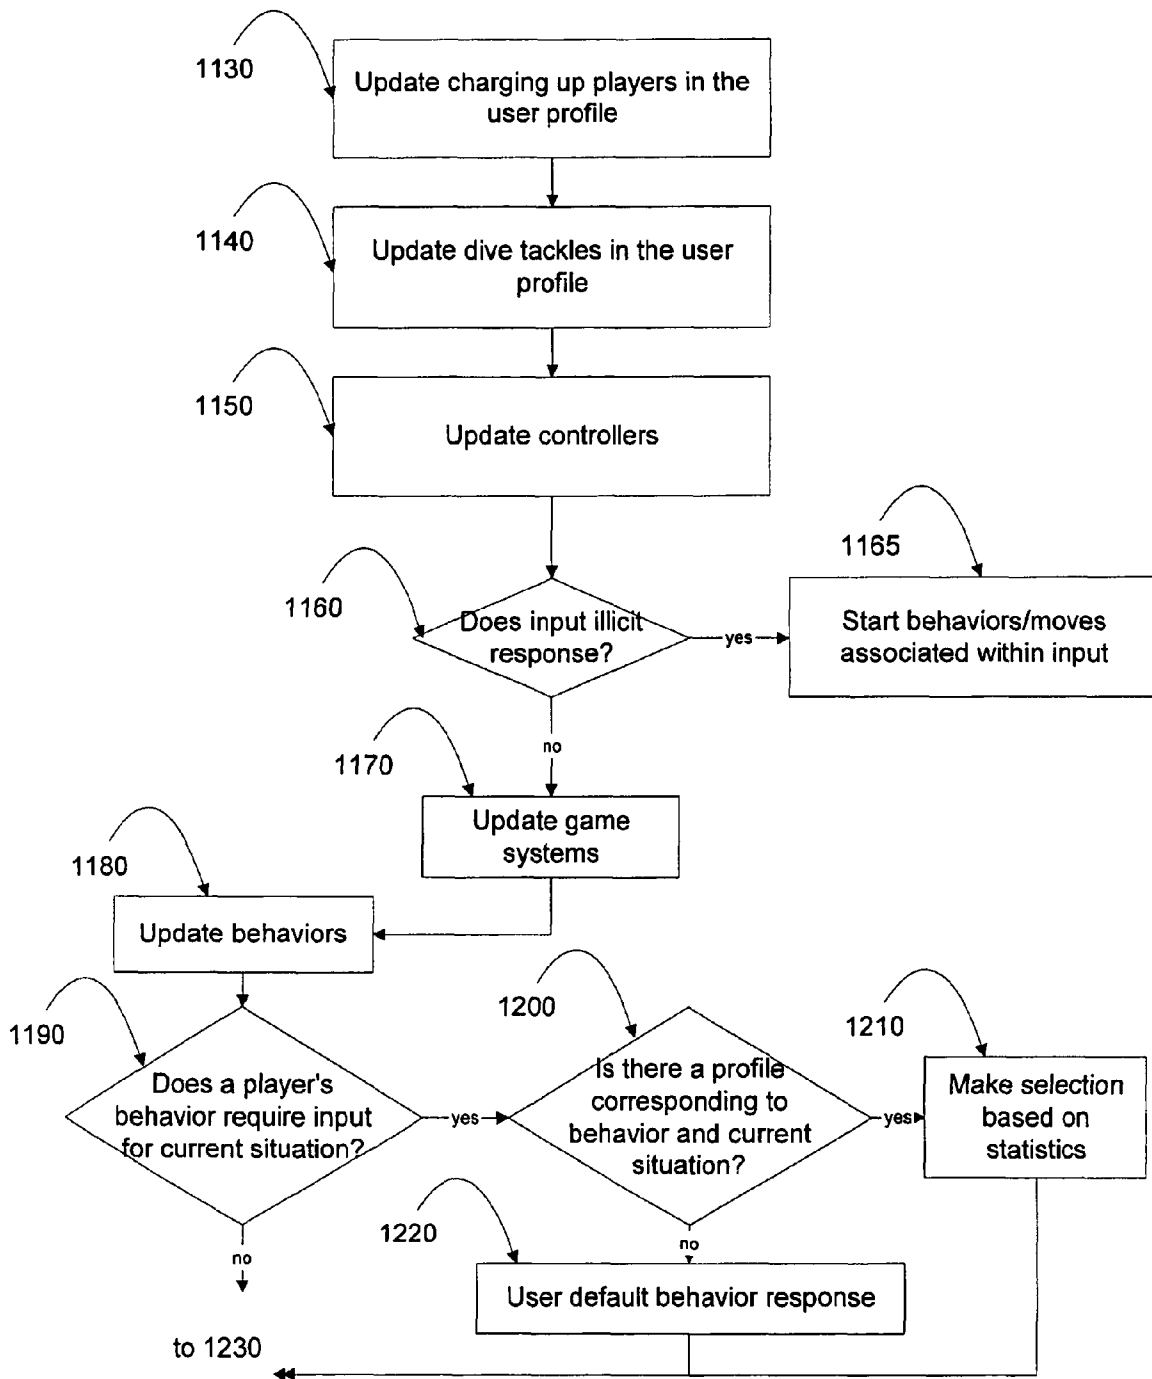 1130
Update charging up players in the
user profile
1140
Update dive tackles in the user
profile
1150
Update controllers
1160
Does input illicit
response?
yes
1165
Start behaviors/moves
associated within input
no
1170
Update game
systems
1180
Update behaviors
1190
Does a player's
behavior require input
for current situation?
yes
1200
Is there a profile
corresponding to
behavior and current
situation?
yes
1210
Make selection
based on
statistics
no
1220
User default behavior response
no
to 1230